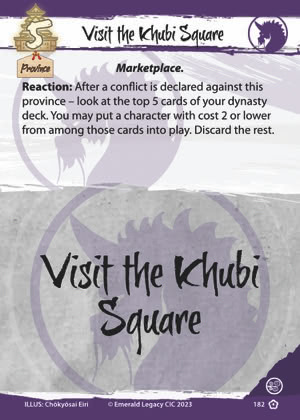 5
Visit the Khubi Square
Province
Marketplace.
Reaction: After a conflict is declared against this
province – look at the top 5 cards of your dynasty
deck. You may put a character with cost 2 or lower
from among those cards into play. Discard the rest.
Visit the Khubi
Square
ILLUS: Chōkyōsai Eiri
© Emerald Legacy CIC 2023
182